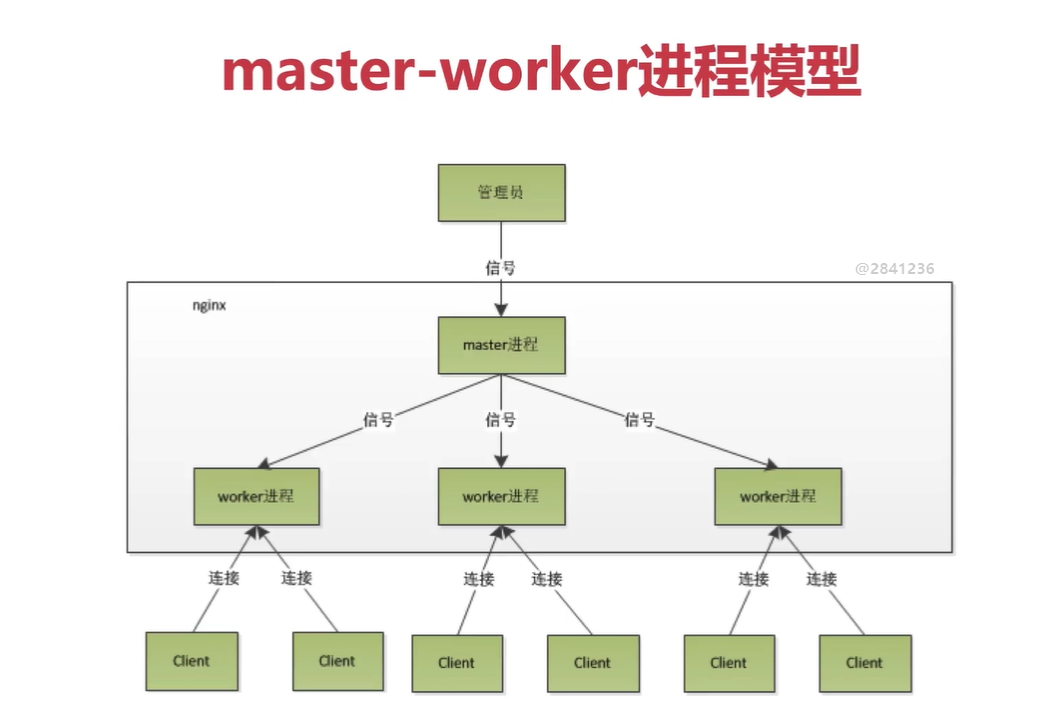 master-worker进程模型
管理员
信号
@2841236
nginx
master进程
信号
信号
信号
worker进程
worker进程
worker进程
连接
连接
连接
连接
连接
连接
Client
Client
Client
Client
Client
Client